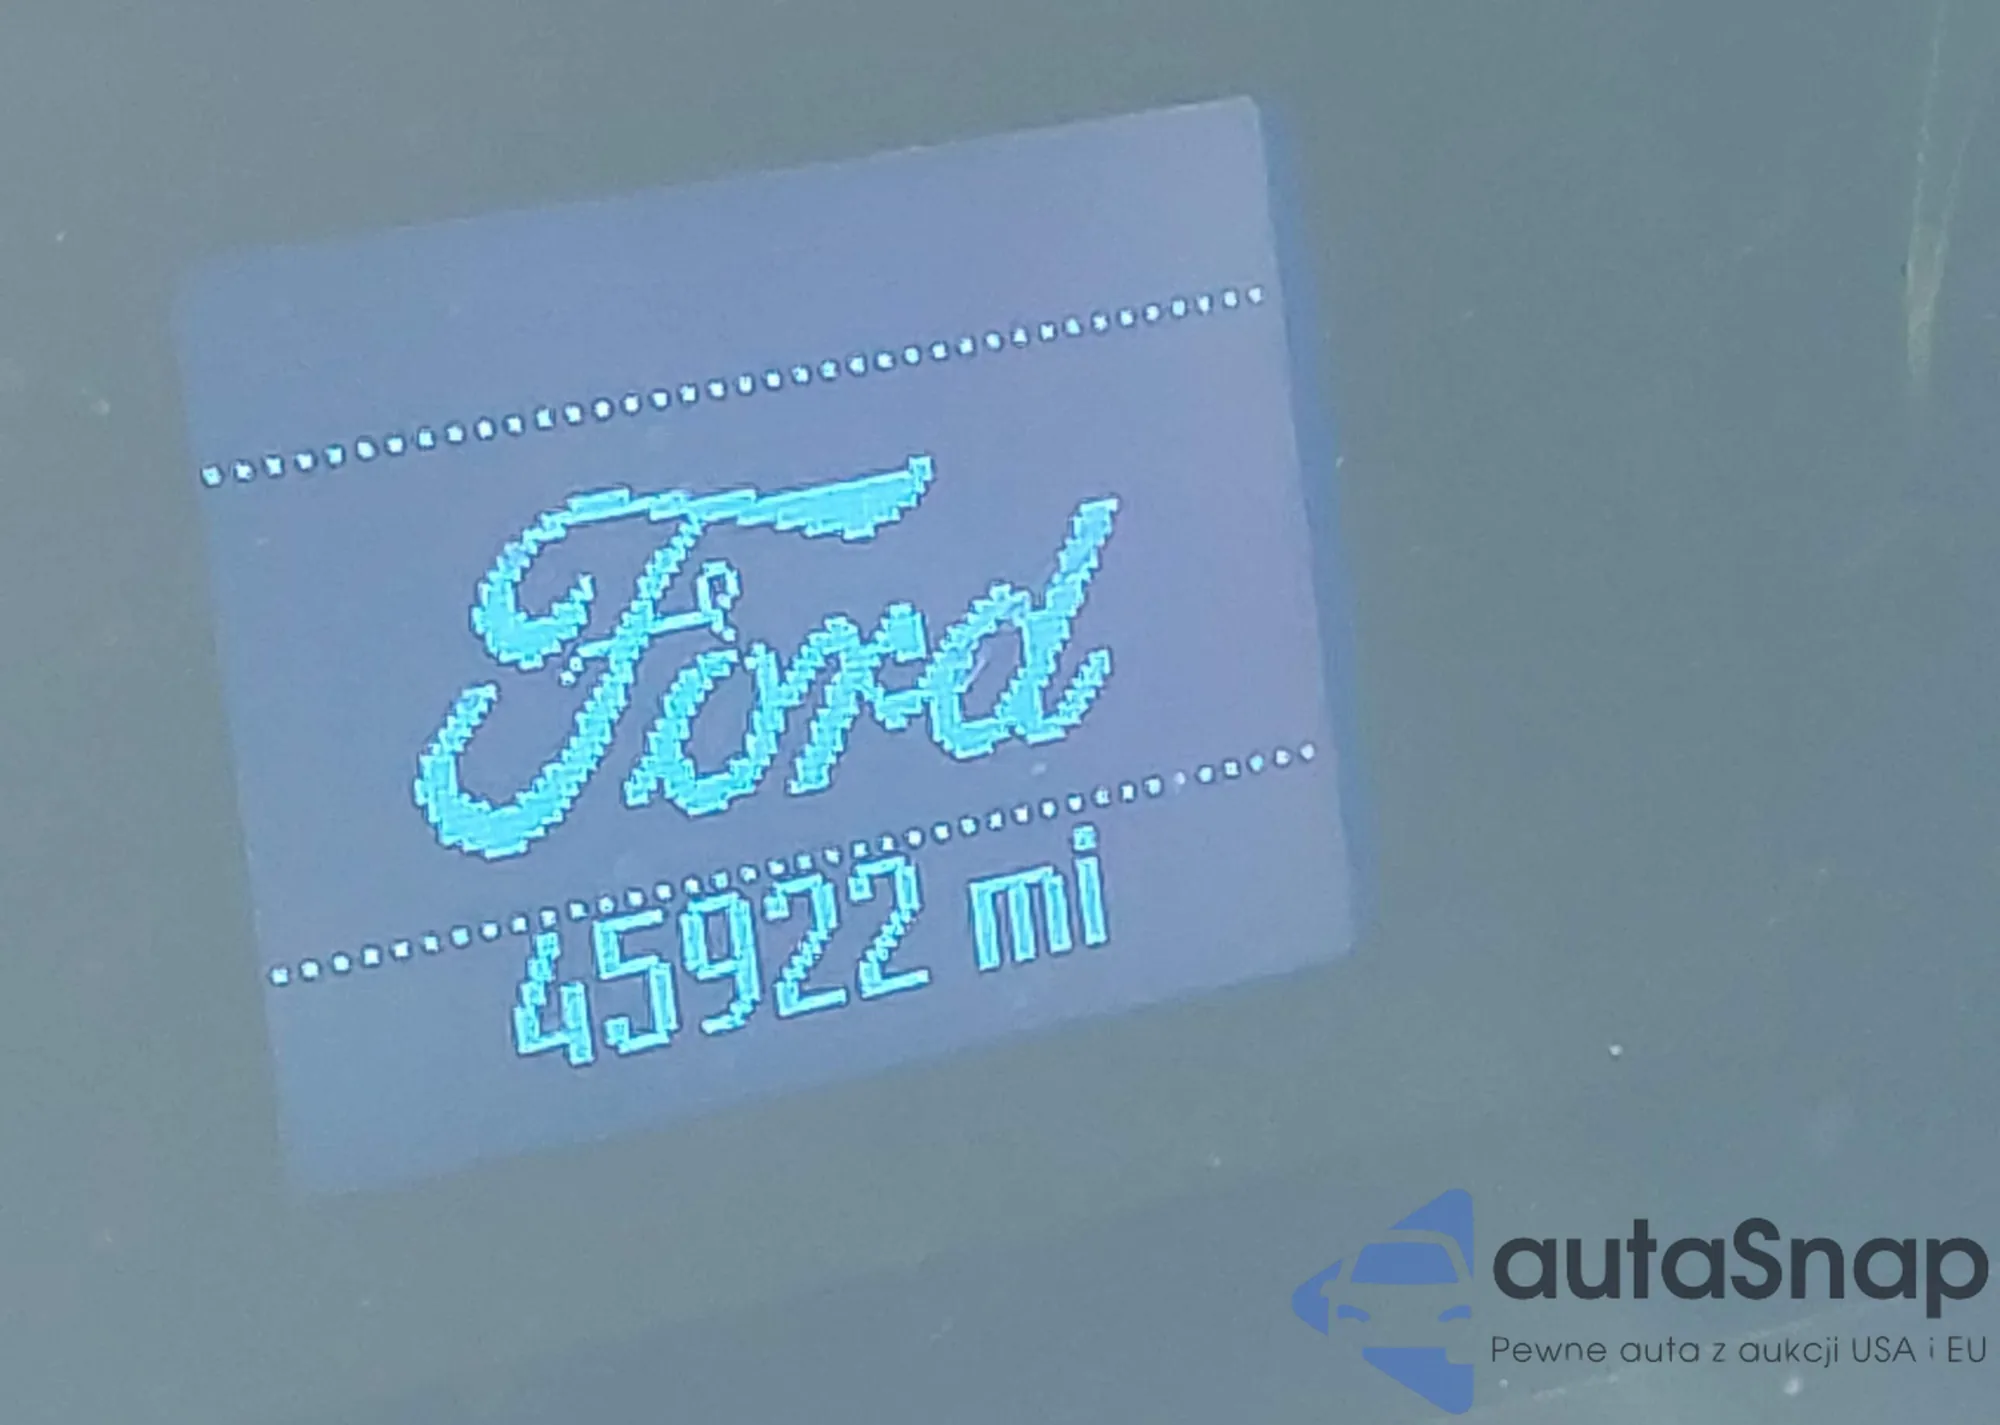 Ford
45922 mi
autaSnap
Pewne auta z aukcji USA i EU